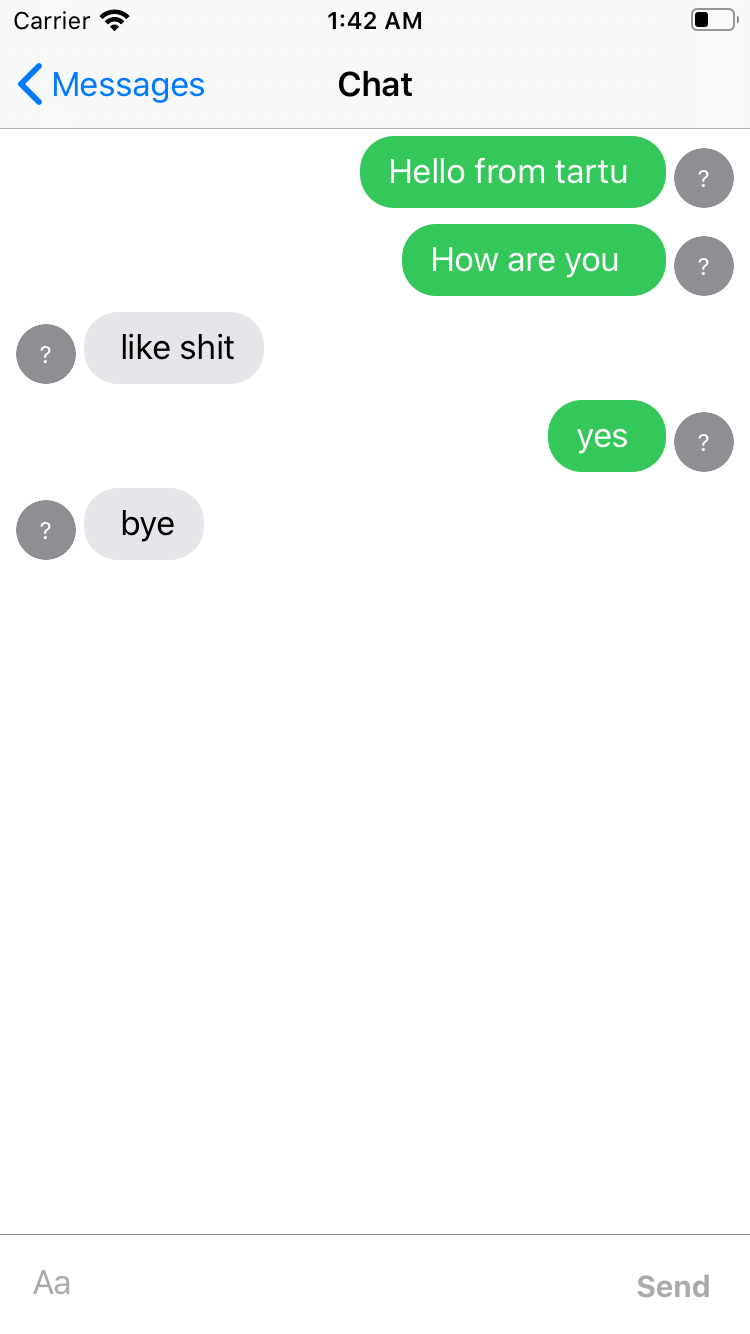 Carrier 1:42 AM
Messages Chat
Hello from tartu ?
How are you ?
? like shit
yes ?
? bye
Aa Send